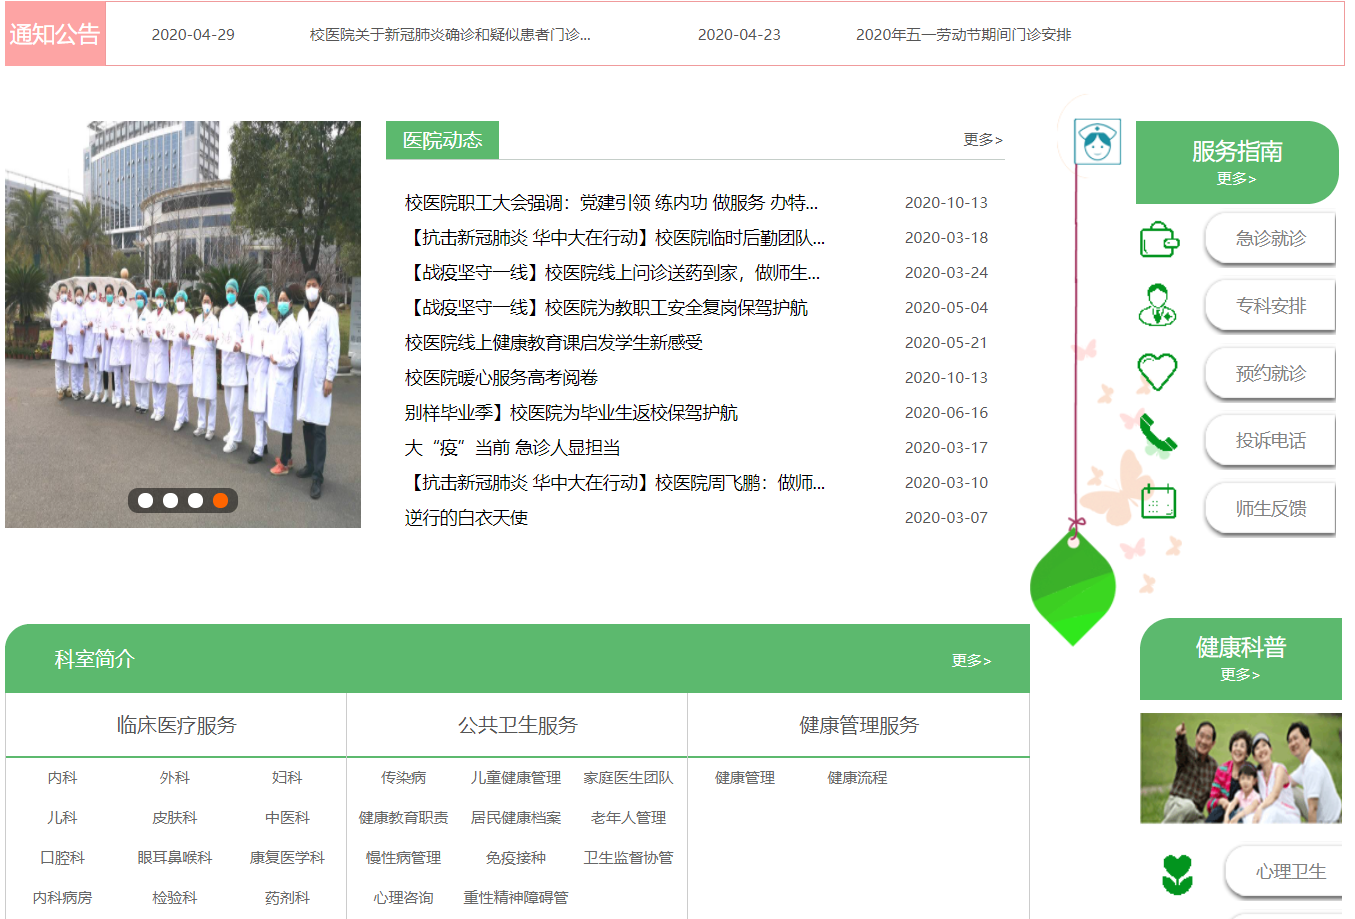 通知公告 2020-04-29 校医院关于新冠肺炎确诊和疑似患者门诊... 2020-04-23 2020年五一劳动节期间门诊安排
医院动态 更多>
校医院职工大会强调：党建引领 练内功 做服务 办特... 2020-10-13
【抗击新冠肺炎 华中大在行动】校医院临时后勤团队... 2020-03-18
【战疫坚守一线】校医院线上问诊送药到家，做师生... 2020-03-24
【战疫坚守一线】校医院为教职工安全复岗保驾护航 2020-05-04
校医院线上健康教育课启发学生新感受 2020-05-21
校医院暖心服务高考阅卷 2020-10-13
别样毕业季】校医院为毕业生返校保驾护航 2020-06-16
大“疫”当前 急诊人显担当 2020-03-17
【抗击新冠肺炎 华中大在行动】校医院周飞鹏：做师... 2020-03-10
逆行的白衣天使 2020-03-07
服务指南
更多>
急诊就诊
专科安排
预约就诊
投诉电话
师生反馈
科室简介 更多>
临床医疗服务 公共卫生服务 健康管理服务
内科 外科 妇科 传染病 儿童健康管理 家庭医生团队 健康管理 健康流程
儿科 皮肤科 中医科 健康教育职责 居民健康档案 老年人管理
口腔科 眼耳鼻喉科 康复医学科 慢性病管理 免疫接种 卫生监督协管
内科病房 检验科 药剂科 心理咨询 重性精神障碍管
健康科普
更多>
心理卫生